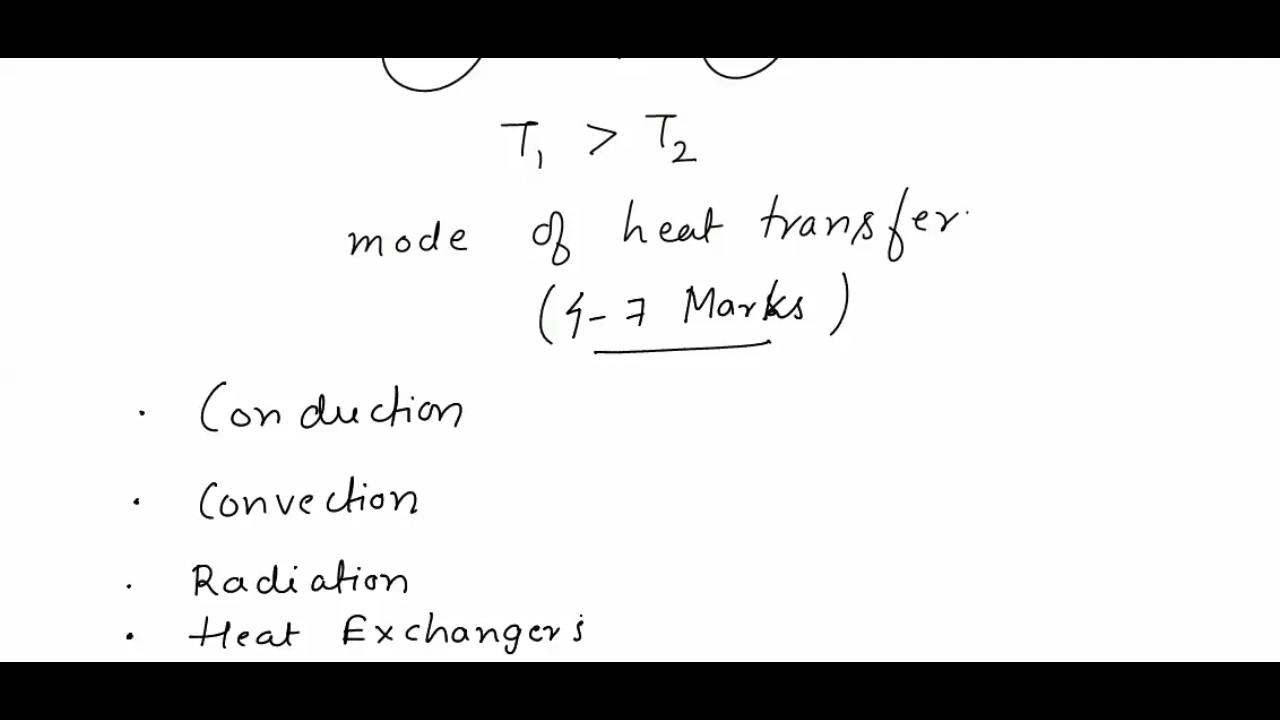 T₁ > T₂
mode of heat transfer.
(4-7 Marks)
· Conduction
· Convection
· Radiation
· Heat Exchangers